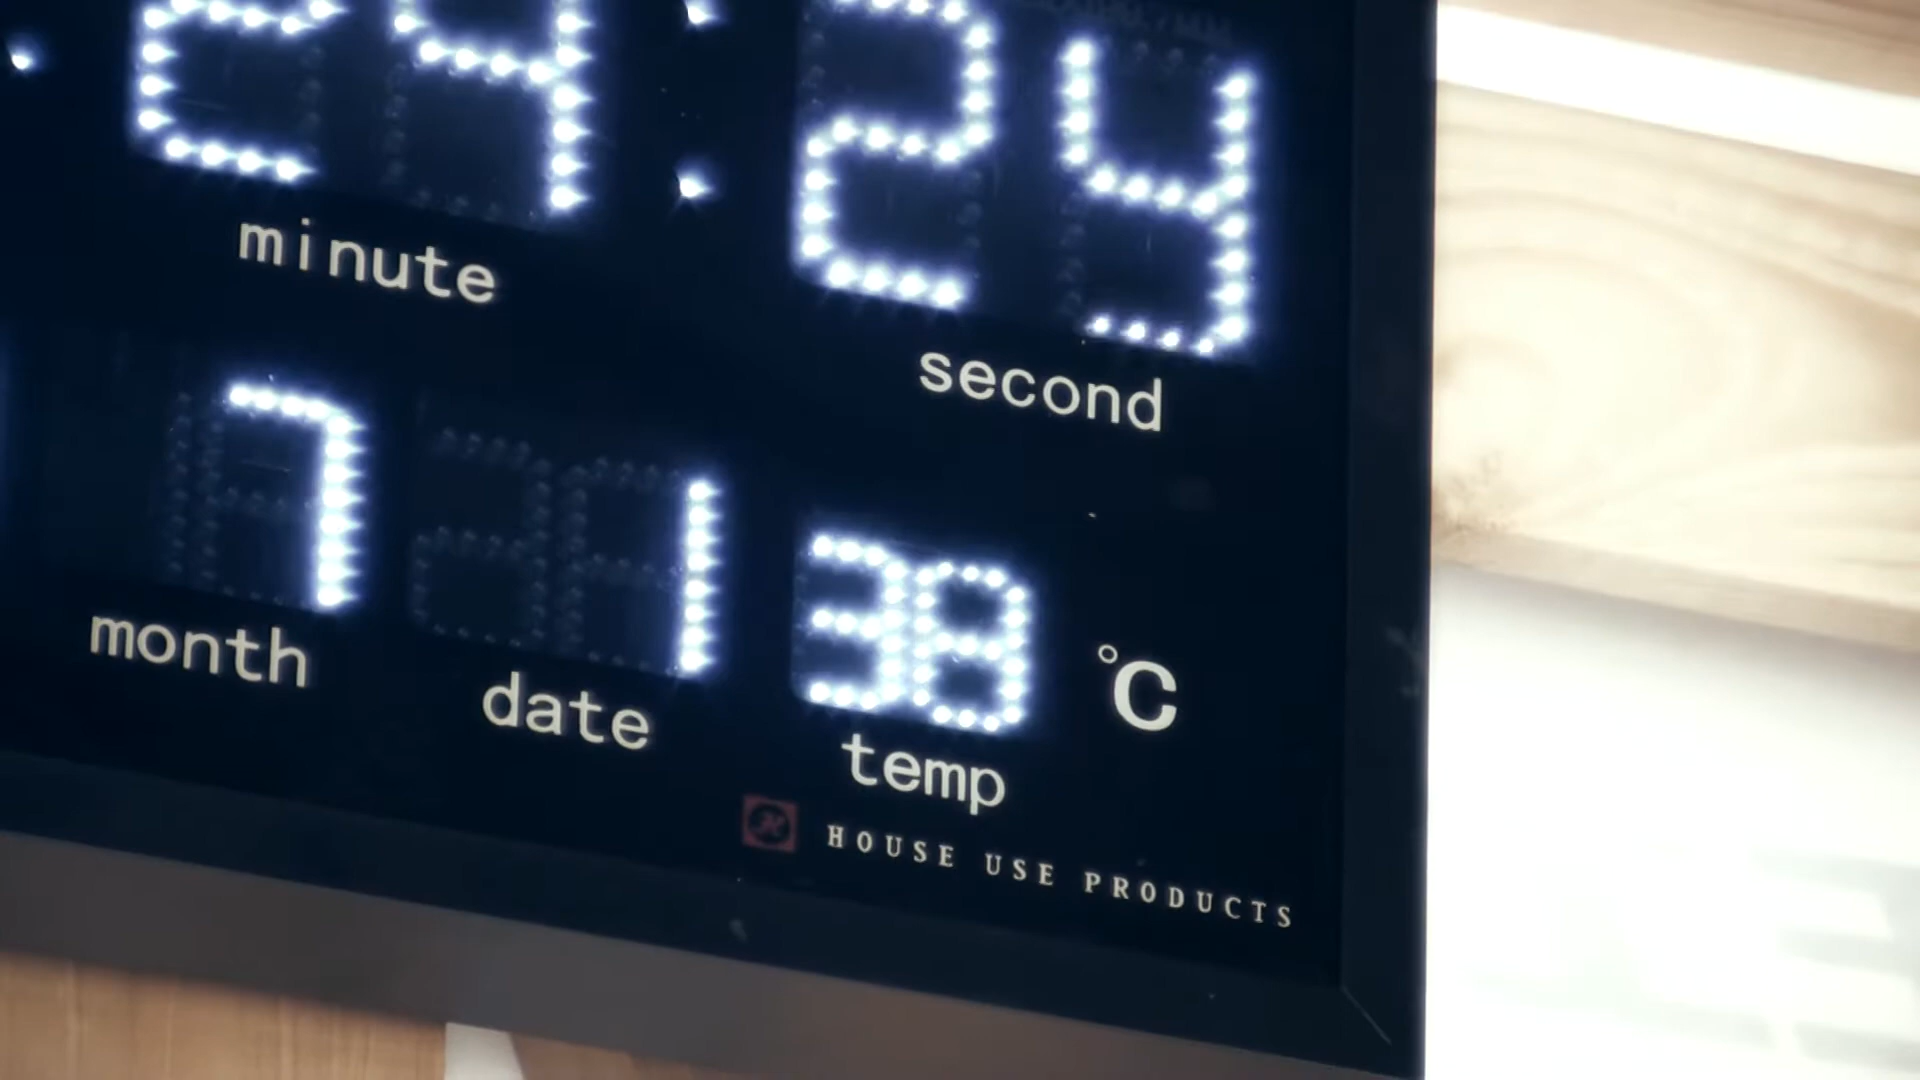 : 24 : 24
minute
second
7 1 38 °C
month
date
temp
HOUSE USE PRODUCTS